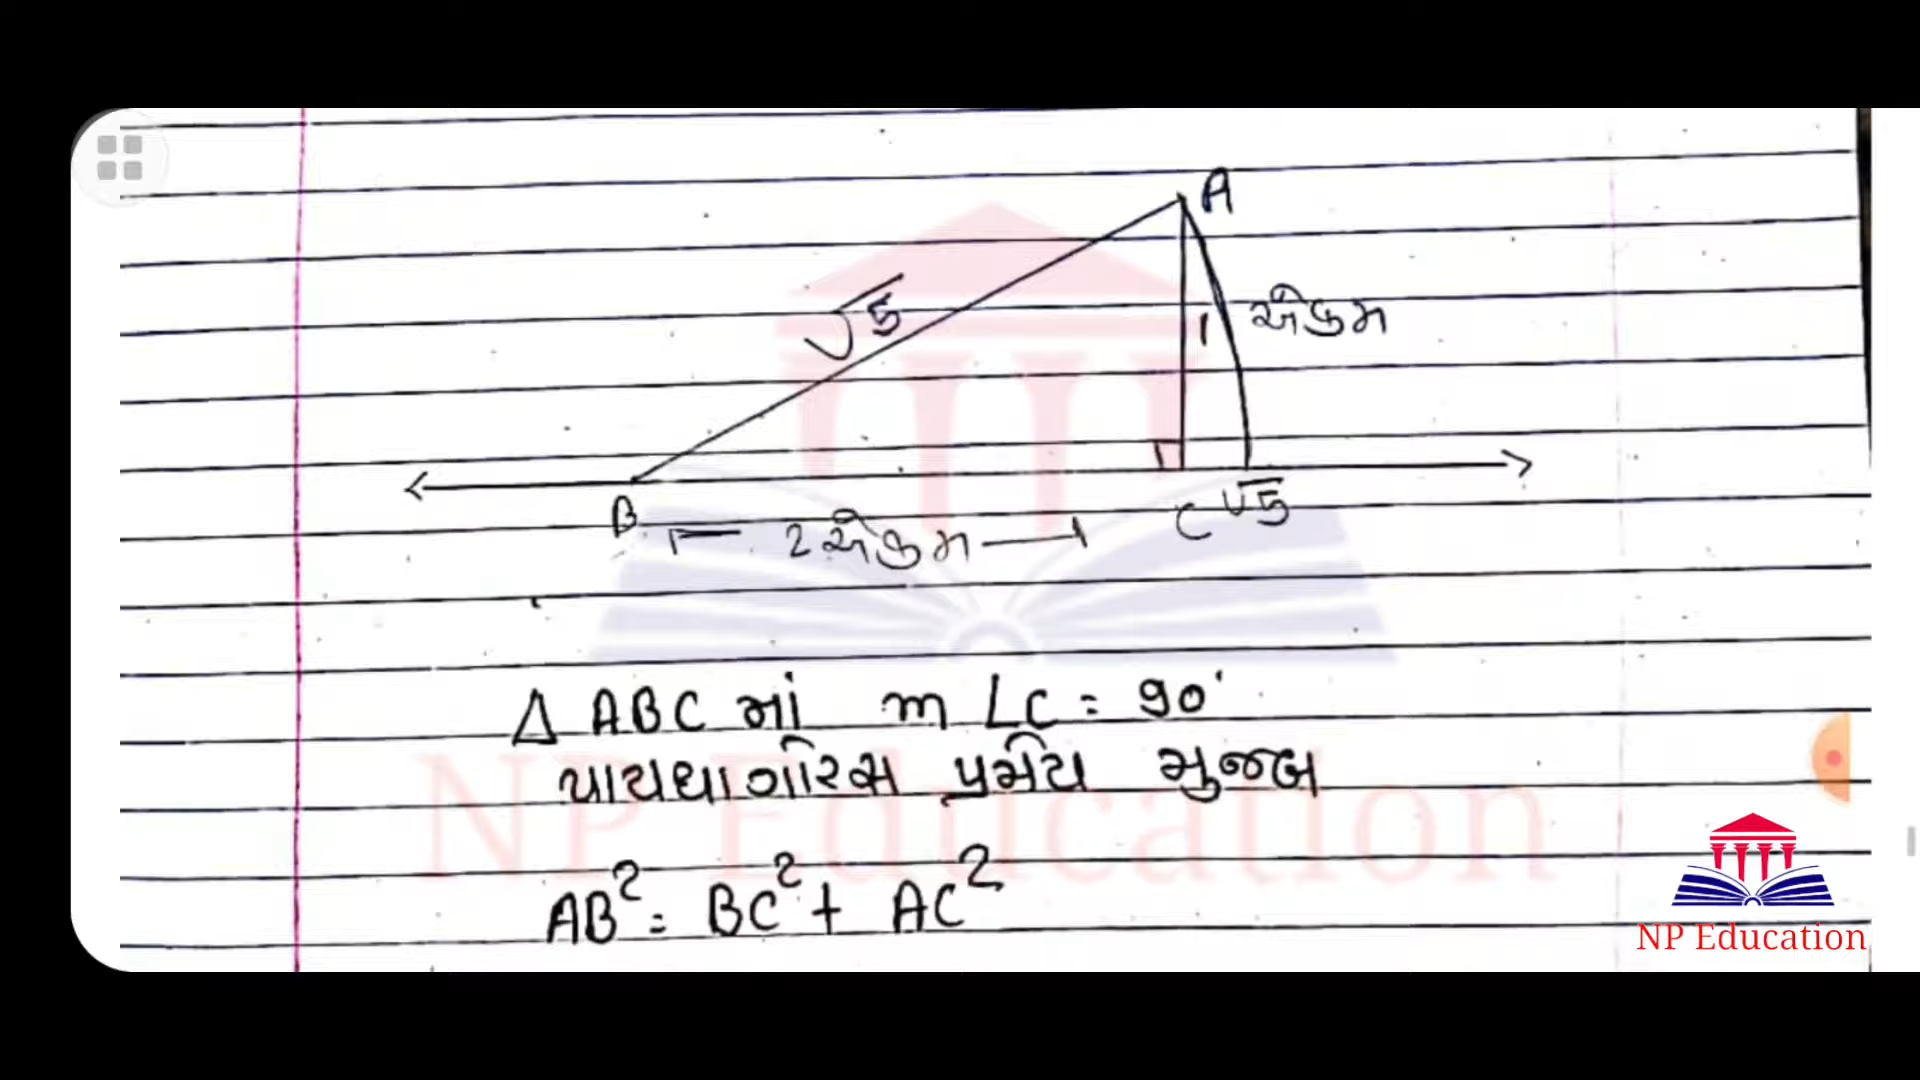 A
√5
1 એકમ
B
2 એકમ
C √5
Δ ABC માં m ∠C = 90°
પાયથાગોરસ પ્રમેય મુજબ
AB² = BC² + AC²
NP Education
NP Education